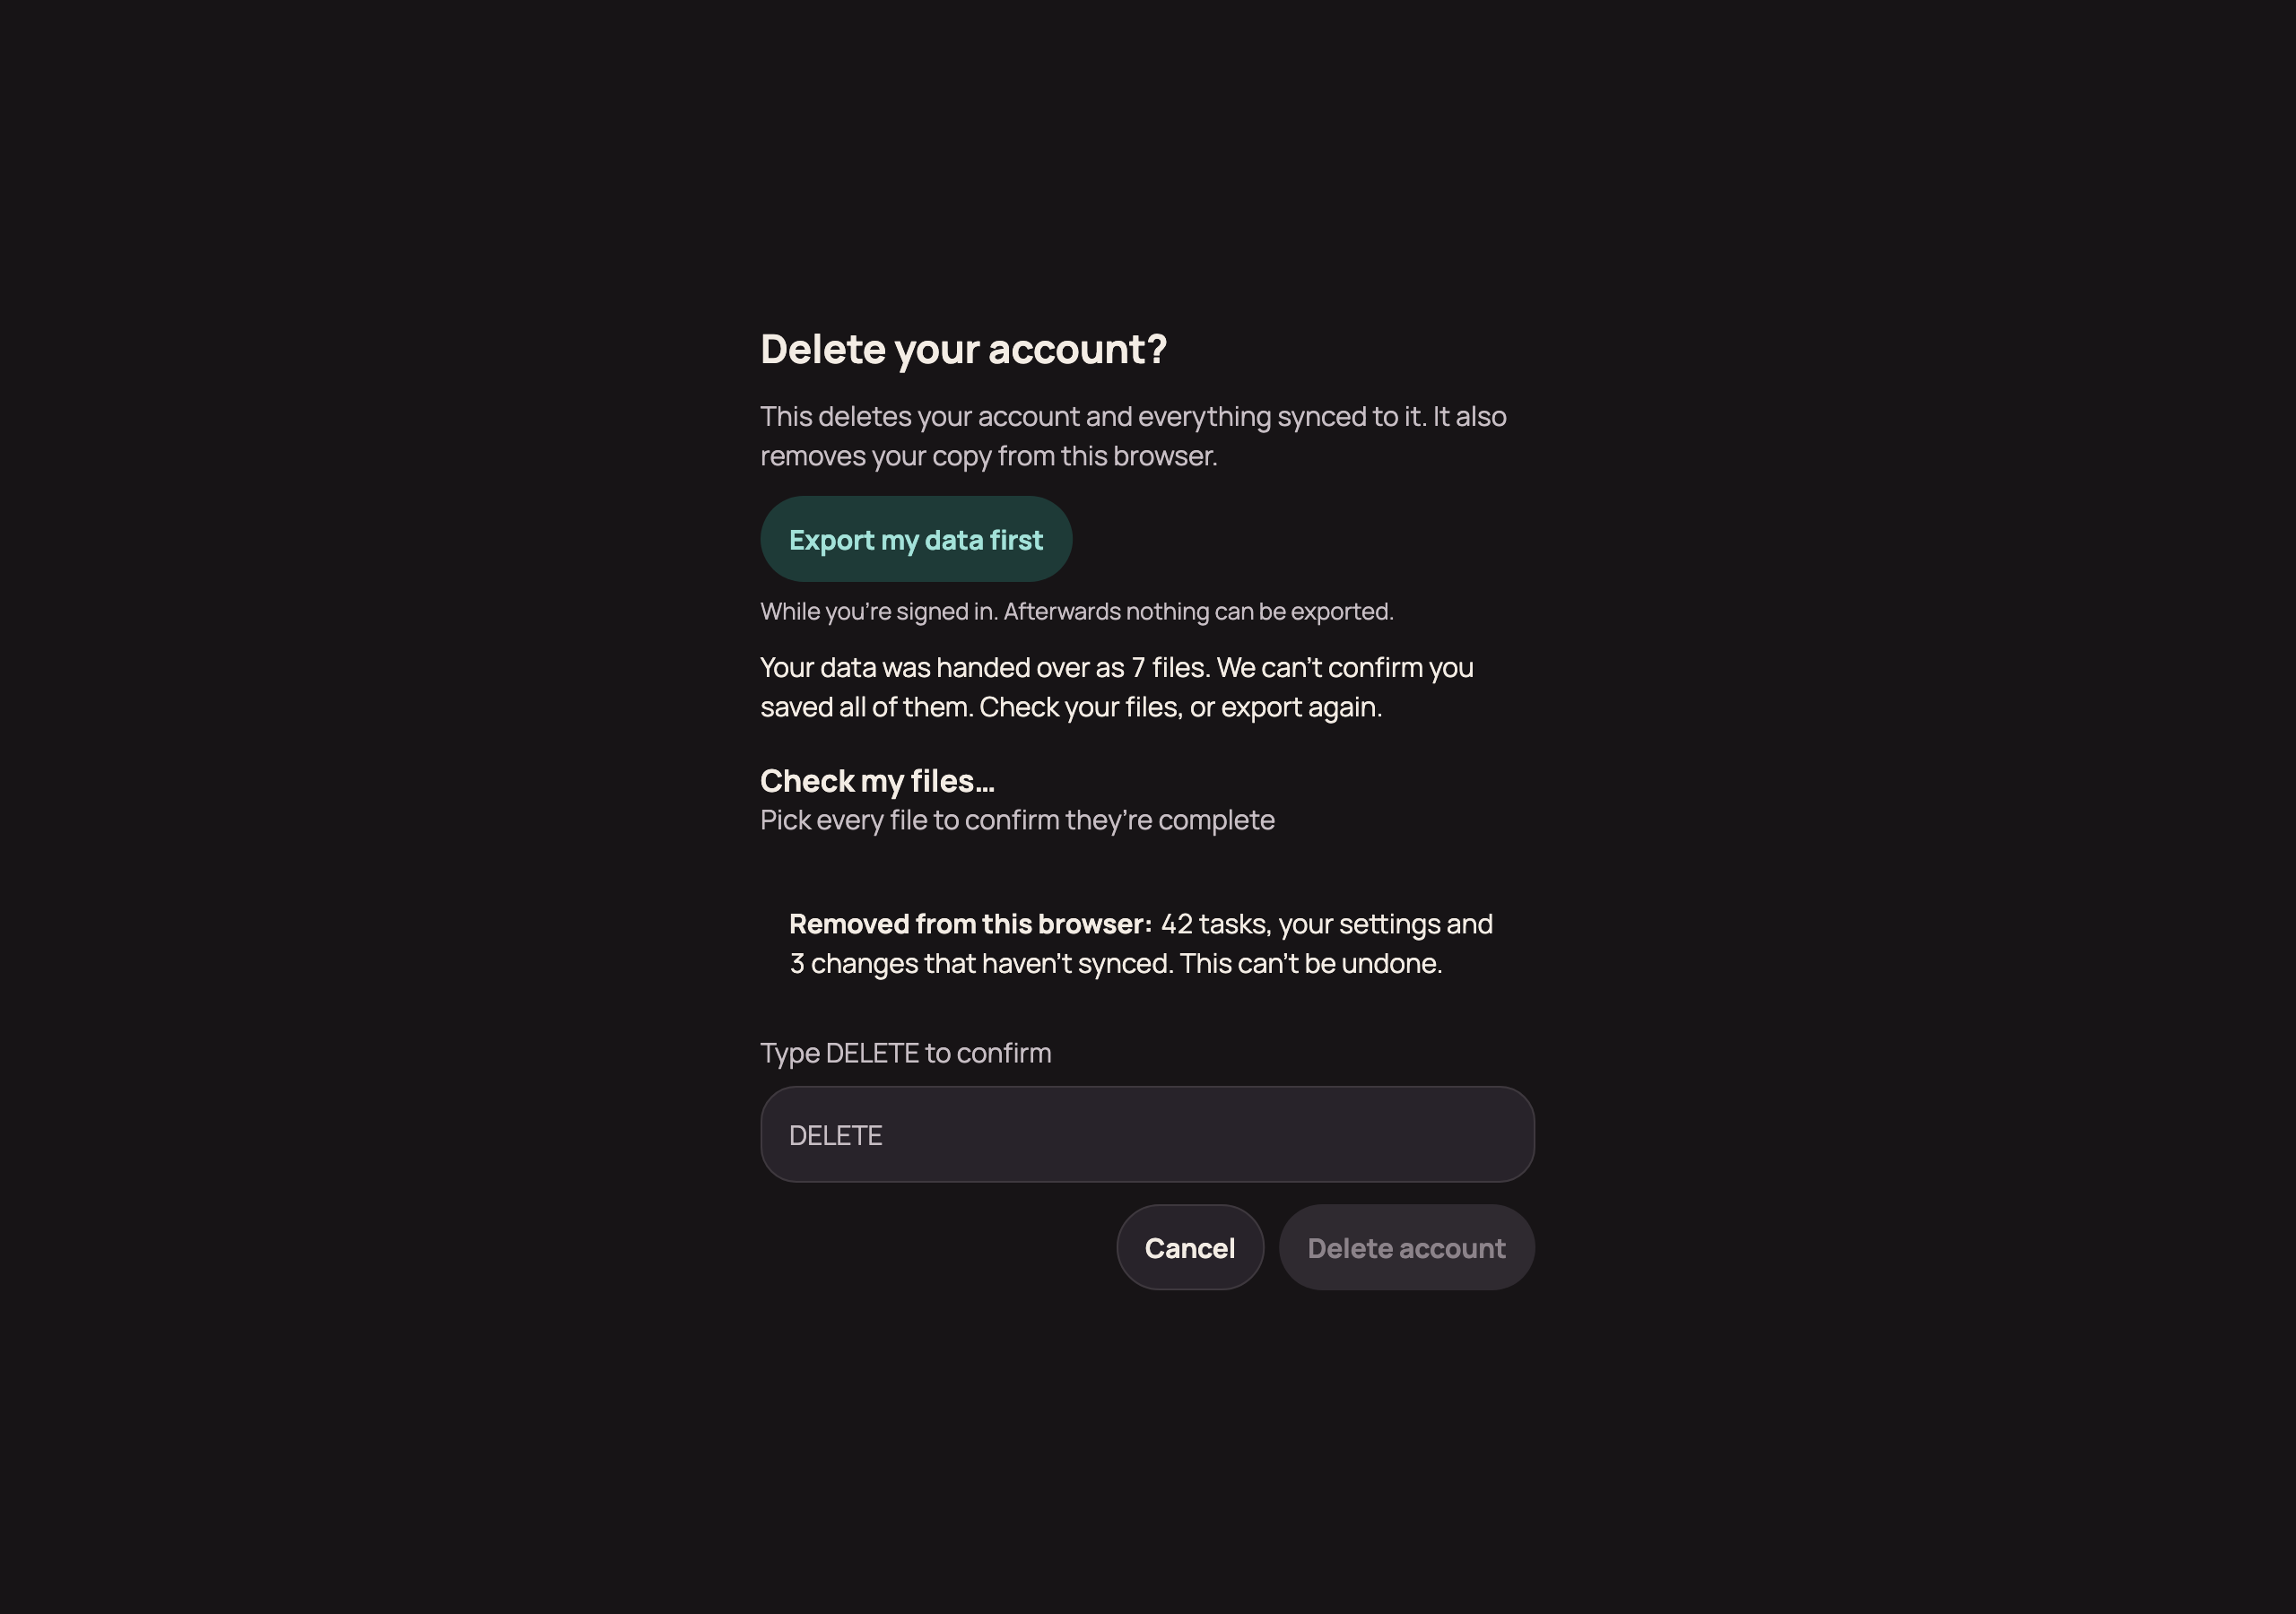 Delete your account?
This deletes your account and everything synced to it. It also
removes your copy from this browser.
Export my data first
While you’re signed in. Afterwards nothing can be exported.
Your data was handed over as 7 files. We can’t confirm you
saved all of them. Check your files, or export again.
Check my files…
Pick every file to confirm they’re complete
Removed from this browser: 42 tasks, your settings and
3 changes that haven’t synced. This can’t be undone.
Type DELETE to confirm
DELETE
Cancel
Delete account